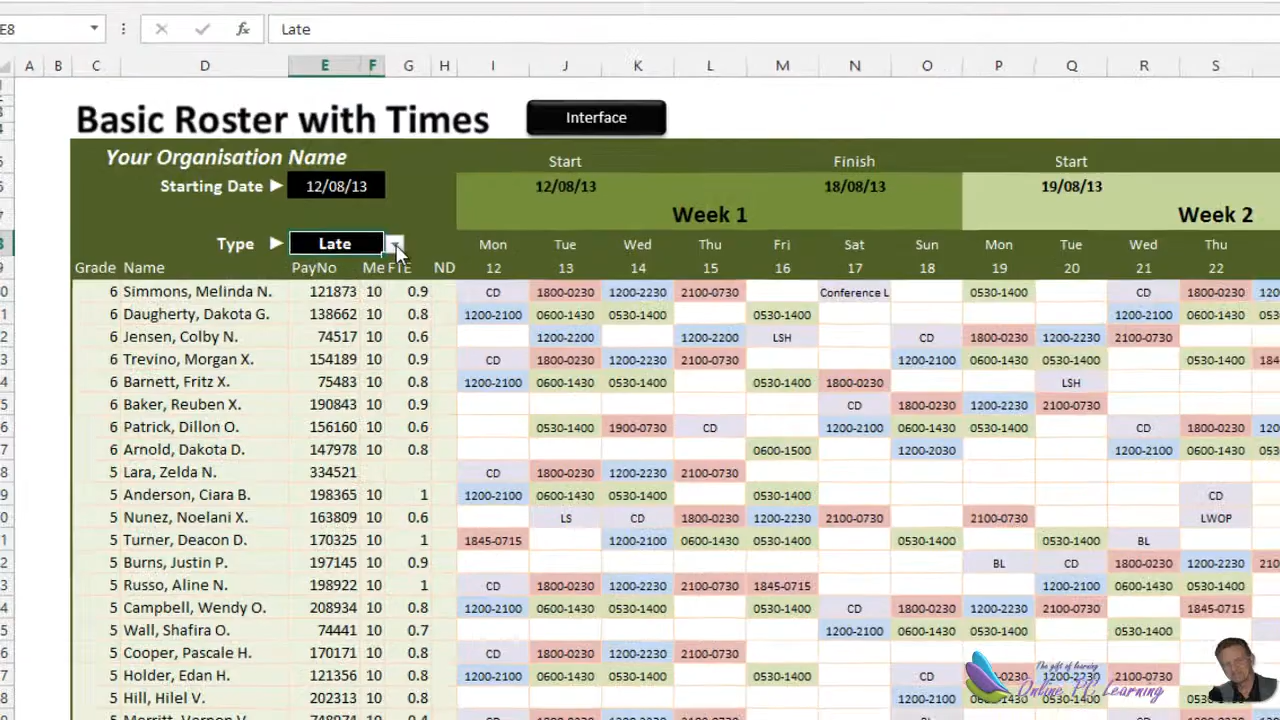 E8 Late
A B C D E F G H I J K L M N O P Q R S
Basic Roster with Times Interface
Your Organisation Name Start Finish Start
Starting Date 12/08/13 12/08/13 18/08/13 19/08/13
Week 1 Week 2
Type Late Mon Tue Wed Thu Fri Sat Sun Mon Tue Wed Thu
Grade Name PayNo Me FTE ND 12 13 14 15 16 17 18 19 20 21 22
6 Simmons, Melinda N. 121873 10 0.9 CD 1800-0230 1200-2230 2100-0730 Conference L 0530-1400 CD 1800-0230
6 Daugherty, Dakota G. 138662 10 0.8 1200-2100 0600-1430 0530-1400 0530-1400 1200-2100 0600-1430
6 Jensen, Colby N. 74517 10 0.6 1200-2200 1200-2200 LSH CD 1800-0230 1200-2230 2100-0730
6 Trevino, Morgan X. 154189 10 0.9 CD 1800-0230 1200-2230 2100-0730 1200-2100 0600-1430 0530-1400 0530-1400
6 Barnett, Fritz X. 75483 10 0.8 1200-2100 0600-1430 0530-1400 0530-1400 1800-0230 LSH
6 Baker, Reuben X. 190843 10 0.9 CD 1800-0230 1200-2230 2100-0730
6 Patrick, Dillon O. 156160 10 0.6 0530-1400 1900-0730 CD 1200-2100 0600-1430 0530-1400 CD 1800-0230
6 Arnold, Dakota D. 147978 10 0.8 0600-1500 1200-2030 1200-2100 0600-1430
5 Lara, Zelda N. 334521 CD 1800-0230 1200-2230 2100-0730
5 Anderson, Ciara B. 198365 10 1 1200-2100 0600-1430 0530-1400 0530-1400 CD
5 Nunez, Noelani X. 163809 10 0.6 LS CD 1800-0230 1200-2230 2100-0730 2100-0730 LWOP
5 Turner, Deacon D. 170325 10 1 1845-0715 1200-2100 0600-1430 0530-1400 0530-1400 0530-1400 BL
5 Burns, Justin P. 197145 10 0.9 BL CD 1800-0230 1200-2230
5 Russo, Aline N. 198922 10 1 CD 1800-0230 1200-2230 2100-0730 1845-0715 1200-2100 0600-1430 0530-1400
5 Campbell, Wendy O. 208934 10 0.8 1200-2100 0600-1430 0530-1400 0530-1400 CD 1800-0230 1200-2230 2100-0730 1845-0715
5 Wall, Shafira O. 74441 10 0.7 1200-2100 0600-1430 0530-1400 0530-1400
5 Cooper, Pascale H. 170171 10 0.8 CD 1800-0230 1200-2230 2100-0730
5 Holder, Edan H. 121356 10 0.8 1200-2100 0600-1430 0530-1400 0530-1400 CD 2100-0730
5 Hill, Hilel V. 202313 10 0.8 1200-2100
The gift of learning
Online PC Learning